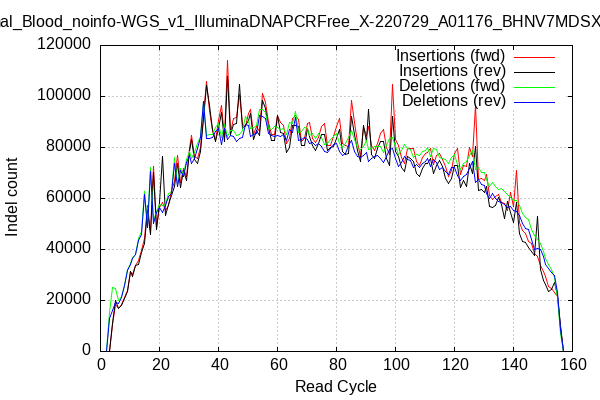 al_Blood_noinfo-WGS_v1_IlluminaDNAPCRFree_X-220729_A01176_BHNV7MDSX
120000
100000
80000
60000
40000
20000
0
Indel count
Insertions (fwd)
Insertions (rev)
Deletions (fwd)
Deletions (rev)
0 20 40 60 80 100 120 140 160
Read Cycle